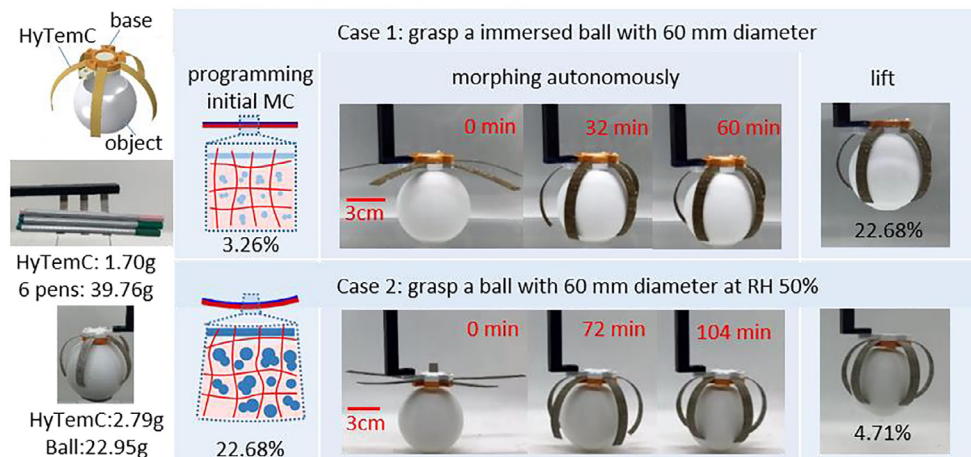 base
HyTemC
object
HyTemC: 1.70g
6 pens: 39.76g
HyTemC:2.79g
Ball:22.95g
Case 1: grasp a immersed ball with 60 mm diameter
programming
initial MC
morphing autonomously
lift
0 min
32 min
60 min
3cm
3.26%
22.68%
Case 2: grasp a ball with 60 mm diameter at RH 50%
0 min
72 min
104 min
3cm
22.68%
4.71%